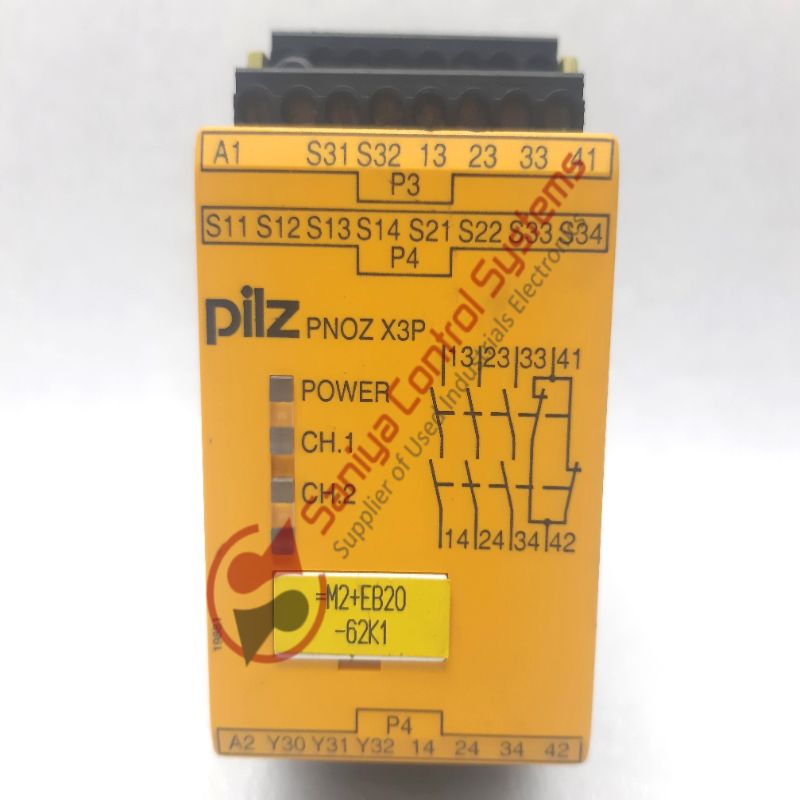 A1 S31 S32 13 23 33 41
P3
S11 S12 S13 S14 S21 S22 S33 S34
P4
pilz PNOZ X3P
13 23 33 41
POWER
CH.1
CH.2
14 24 34 42
=M2+EB20
-62K1
P4
A2 Y30 Y31 Y32 14 24 34 42
Saniya Control Systems
Supplier of Used Industrials Electronics